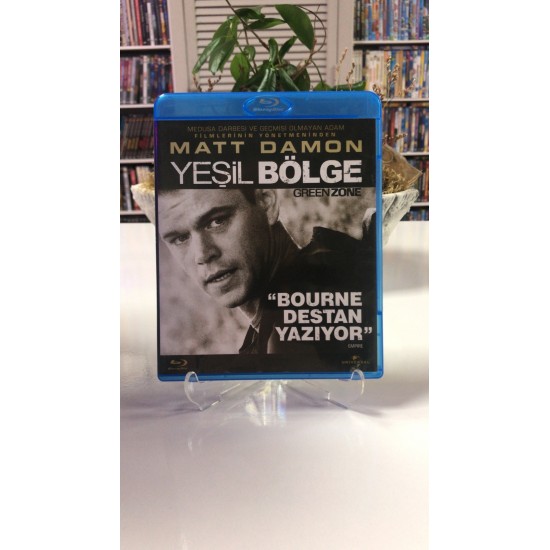 MEDUSA DARBESİ VE GEÇMİŞİ OLMAYAN ADAM
FİLMLERİNİN YÖNETMENİNDEN
MATT DAMON
YEŞİL BÖLGE
GREEN ZONE
"BOURNE
DESTAN
YAZIYOR"
EMPIRE